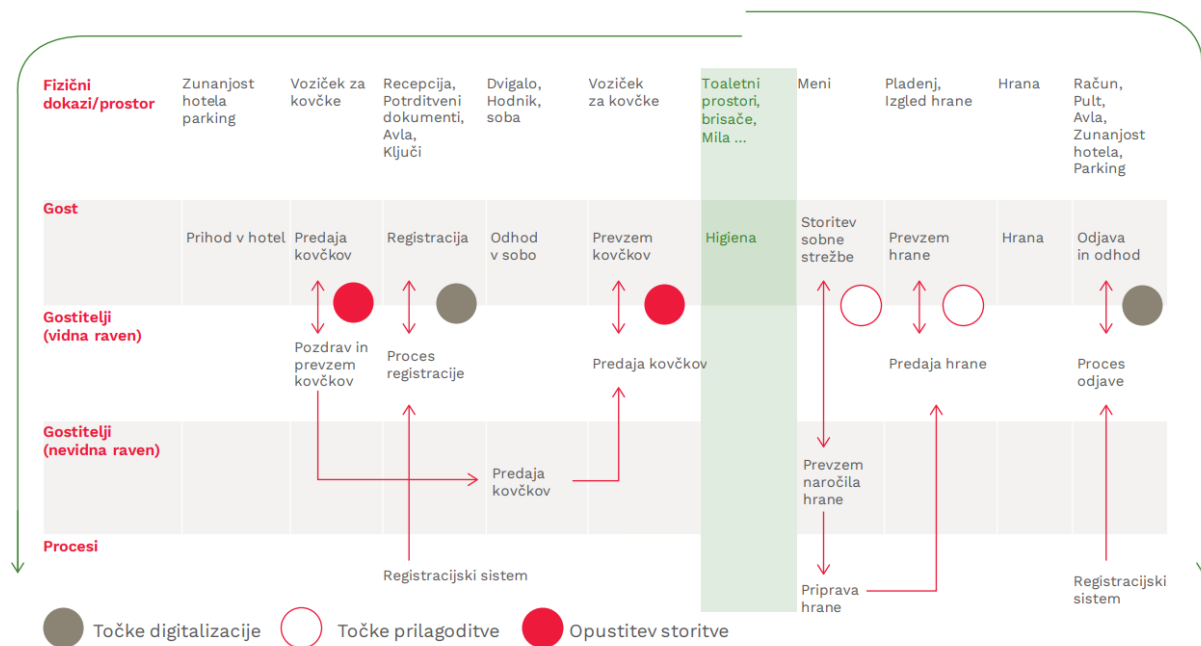 Fizični
dokazi/prostor
Zunanjost
hotela
parking
Voziček za
kovčke
Recepcija,
Potrditveni
dokumenti,
Avla,
Ključi
Dvigalo,
Hodnik,
soba
Voziček
za kovčke
Toaletni
prostori,
brisače,
Mila ...
Meni
Pladenj,
Izgled hrane
Hrana
Račun,
Pult,
Avla,
Zunanjost
hotela,
Parking
Gost
Prihod v hotel
Predaja
kovčkov
Registracija
Odhod
v sobo
Prevzem
kovčkov
Higiena
Storitev
sobne
strežbe
Prevzem
hrane
Hrana
Odjava
in odhod
Gostitelji
(vidna raven)
Pozdrav in
prevzem
kovčkov
Proces
registracije
Predaja kovčkov
Predaja hrane
Proces
odjave
Gostitelji
(nevidna raven)
Predaja
kovčkov
Prevzem
naročila
hrane
Procesi
Registracijski sistem
Priprava
hrane
Registracijski
sistem
Točke digitalizacije
Točke prilagoditve
Opustitev storitve